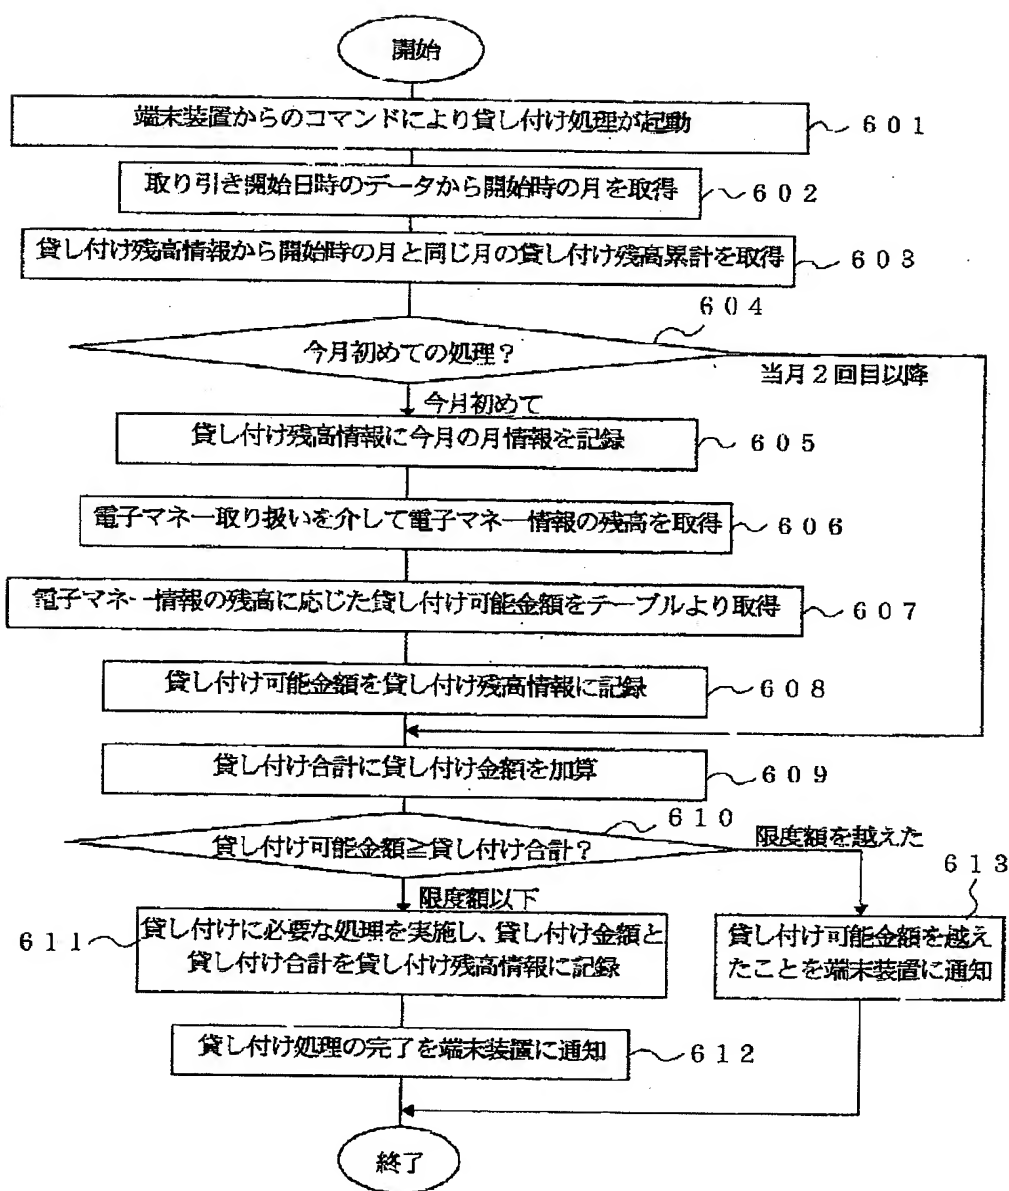 開始
端末装置からのコマンドにより貸し付け処理が起動
601
取り引き開始日時のデータから開始時の月を取得
602
貸し付け残高情報から開始時の月と同じ月の貸し付け残高累計を取得
603
604
今月初めての処理?
当月2回目以降
今月初めて
貸し付け残高情報に今月の月情報を記録
605
電子マネー取り扱いを介して電子マネー情報の残高を取得
606
電子マネー情報の残高に応じた貸し付け可能金額をテーブルより取得
607
貸し付け可能金額を貸し付け残高情報に記録
608
貸し付け合計に貸し付け金額を加算
609
610
貸し付け可能金額≧貸し付け合計?
限度額を越えた
限度額以下
613
611
貸し付けに必要な処理を実施し、貸し付け金額と
貸し付け合計を貸し付け残高情報に記録
貸し付け可能金額を越え
たことを端末装置に通知
貸し付け処理の完了を端末装置に通知
612
終了